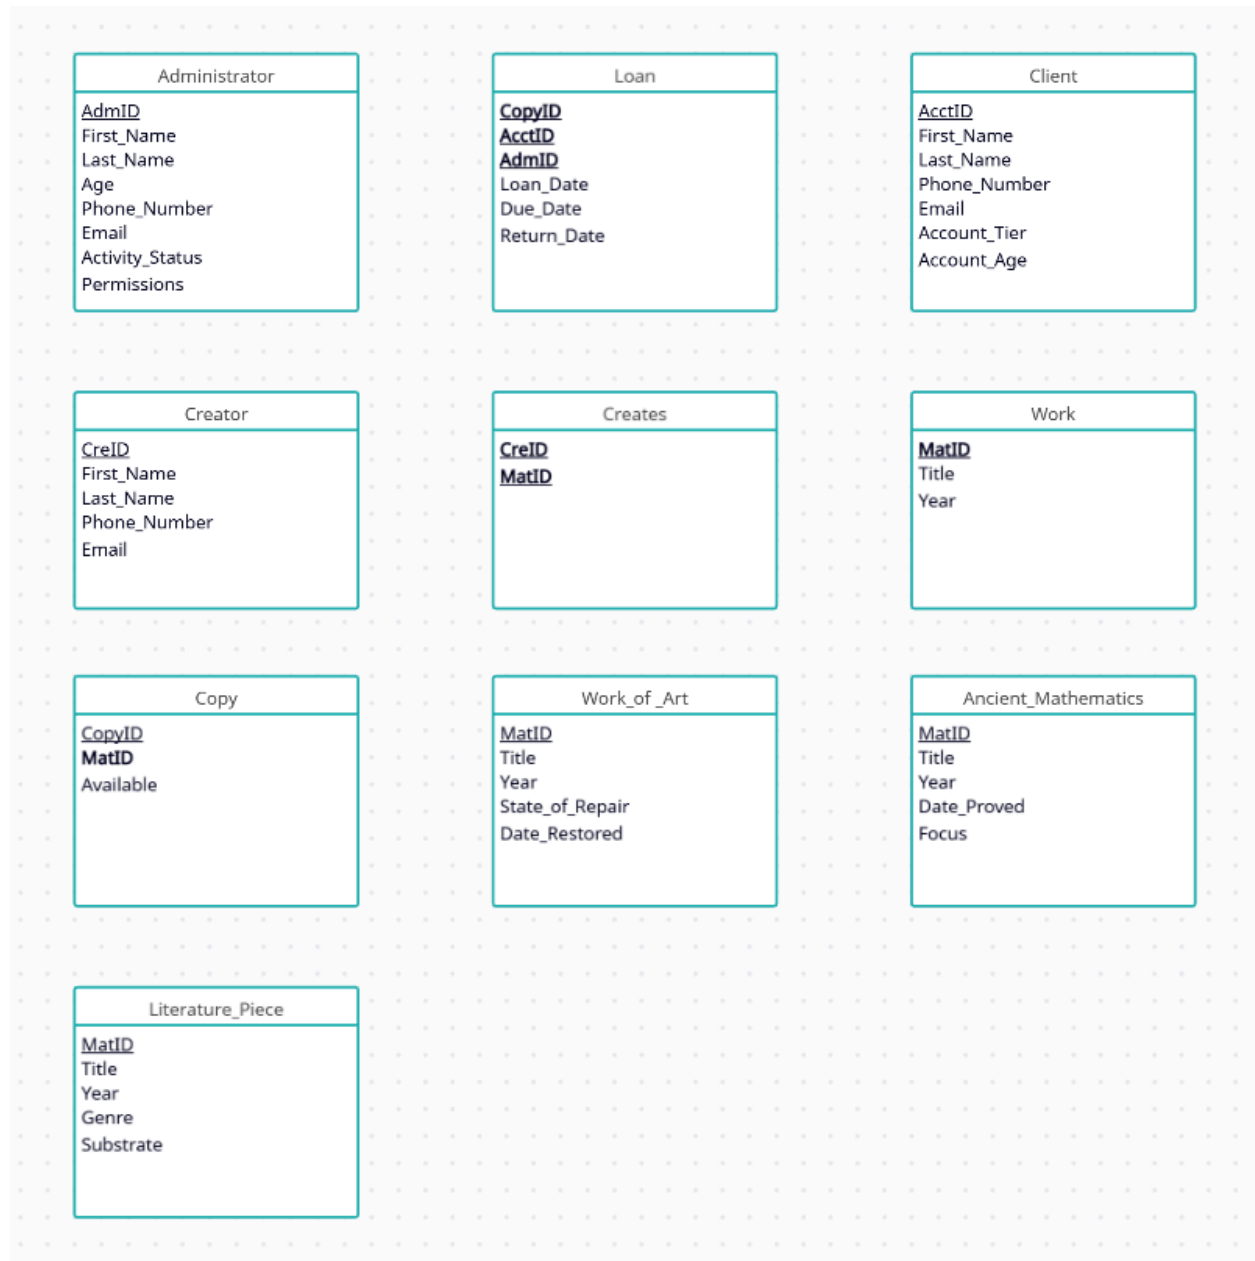 Administrator
AdmID
First_Name
Last_Name
Age
Phone_Number
Email
Activity_Status
Permissions
Loan
CopyID
AcctID
AdmID
Loan_Date
Due_Date
Return_Date
Client
AcctID
First_Name
Last_Name
Phone_Number
Email
Account_Tier
Account_Age
Creator
CreID
First_Name
Last_Name
Phone_Number
Email
Creates
CreID
MatID
Work
MatID
Title
Year
Copy
CopyID
MatID
Available
Work_of _Art
MatID
Title
Year
State_of_Repair
Date_Restored
Ancient_Mathematics
MatID
Title
Year
Date_Proved
Focus
Literature_Piece
MatID
Title
Year
Genre
Substrate